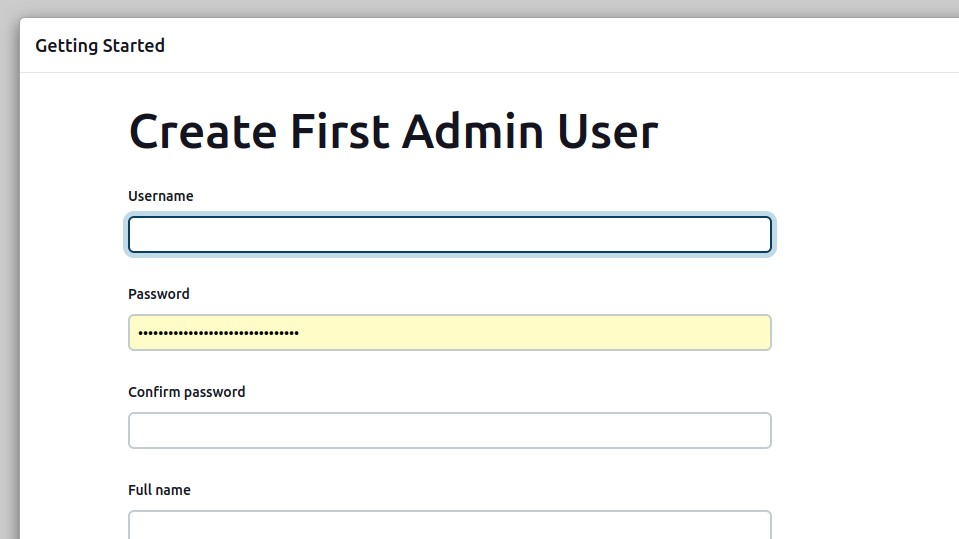 Getting Started
Create First Admin User
Username
Password
••••••••••••••••••••••••••••••••
Confirm password
Full name